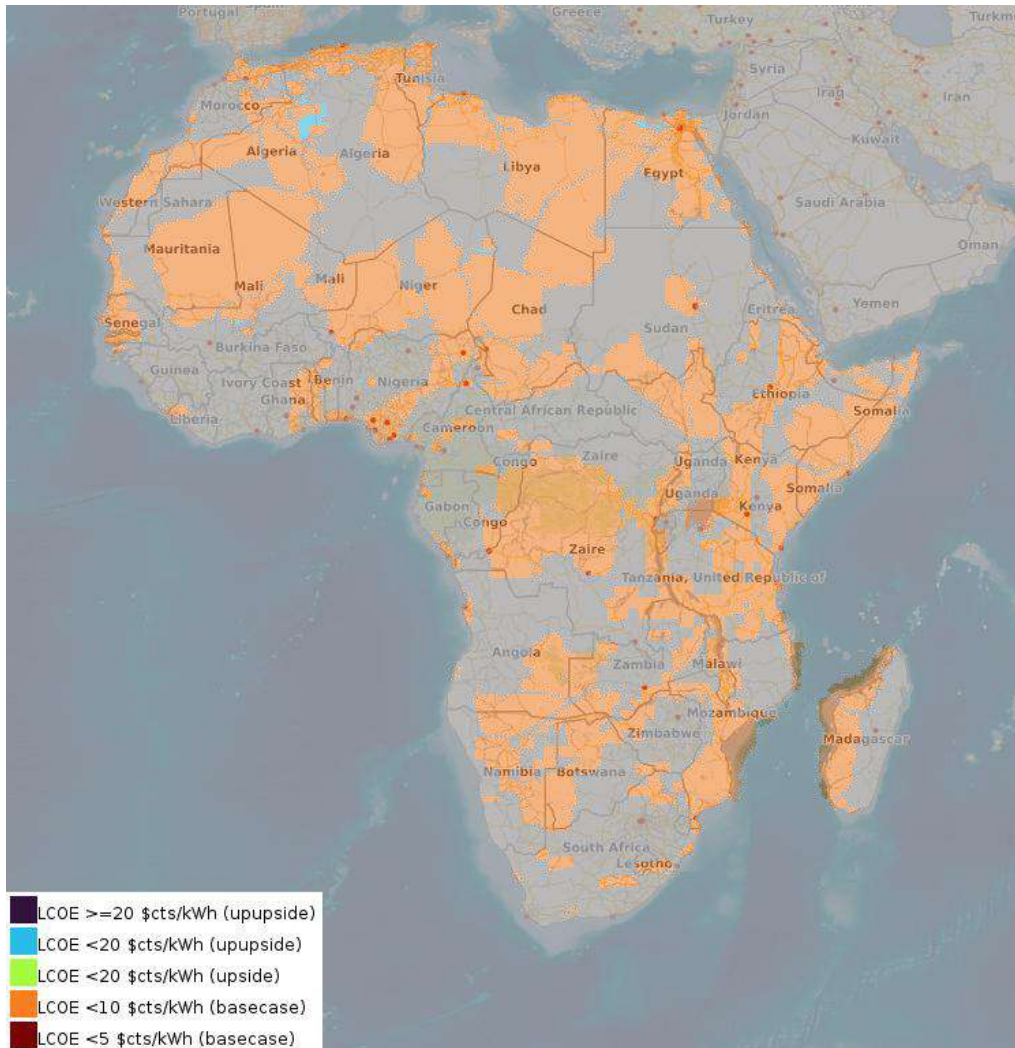 Portugal
Spain
Greece
Turkey
Turkm
Syria
Tunisia
Iraq
Iran
Morocco
Jordan
Kuwait
Algeria
Algeria
Libya
Egypt
Western Sahara
Saudi Arabia
Mauritania
Oman
Mali
Mali
Niger
Chad
Yemen
Senegal
Sudan
Eritrea
Burkina Faso
Guinea
Benin
Nigeria
Ivory Coast
Ghana
Ethiopia
Somalia
Liberia
Central African Republic
Cameroon
Congo
Zaire
Uganda
Kenya
Somalia
Uganda
Gabon
Kenya
Congo
Zaire
Tanzania, United Republic of
Angola
Zambia
Malawi
Mozambique
Zimbabwe
Madagascar
Namibia
Botswana
South Africa
Lesotho
LCOE >=20 $cts/kWh (upupside)
LCOE <20 $cts/kWh (upupside)
LCOE <20 $cts/kWh (upside)
LCOE <10 $cts/kWh (basecase)
LCOE <5 $cts/kWh (basecase)